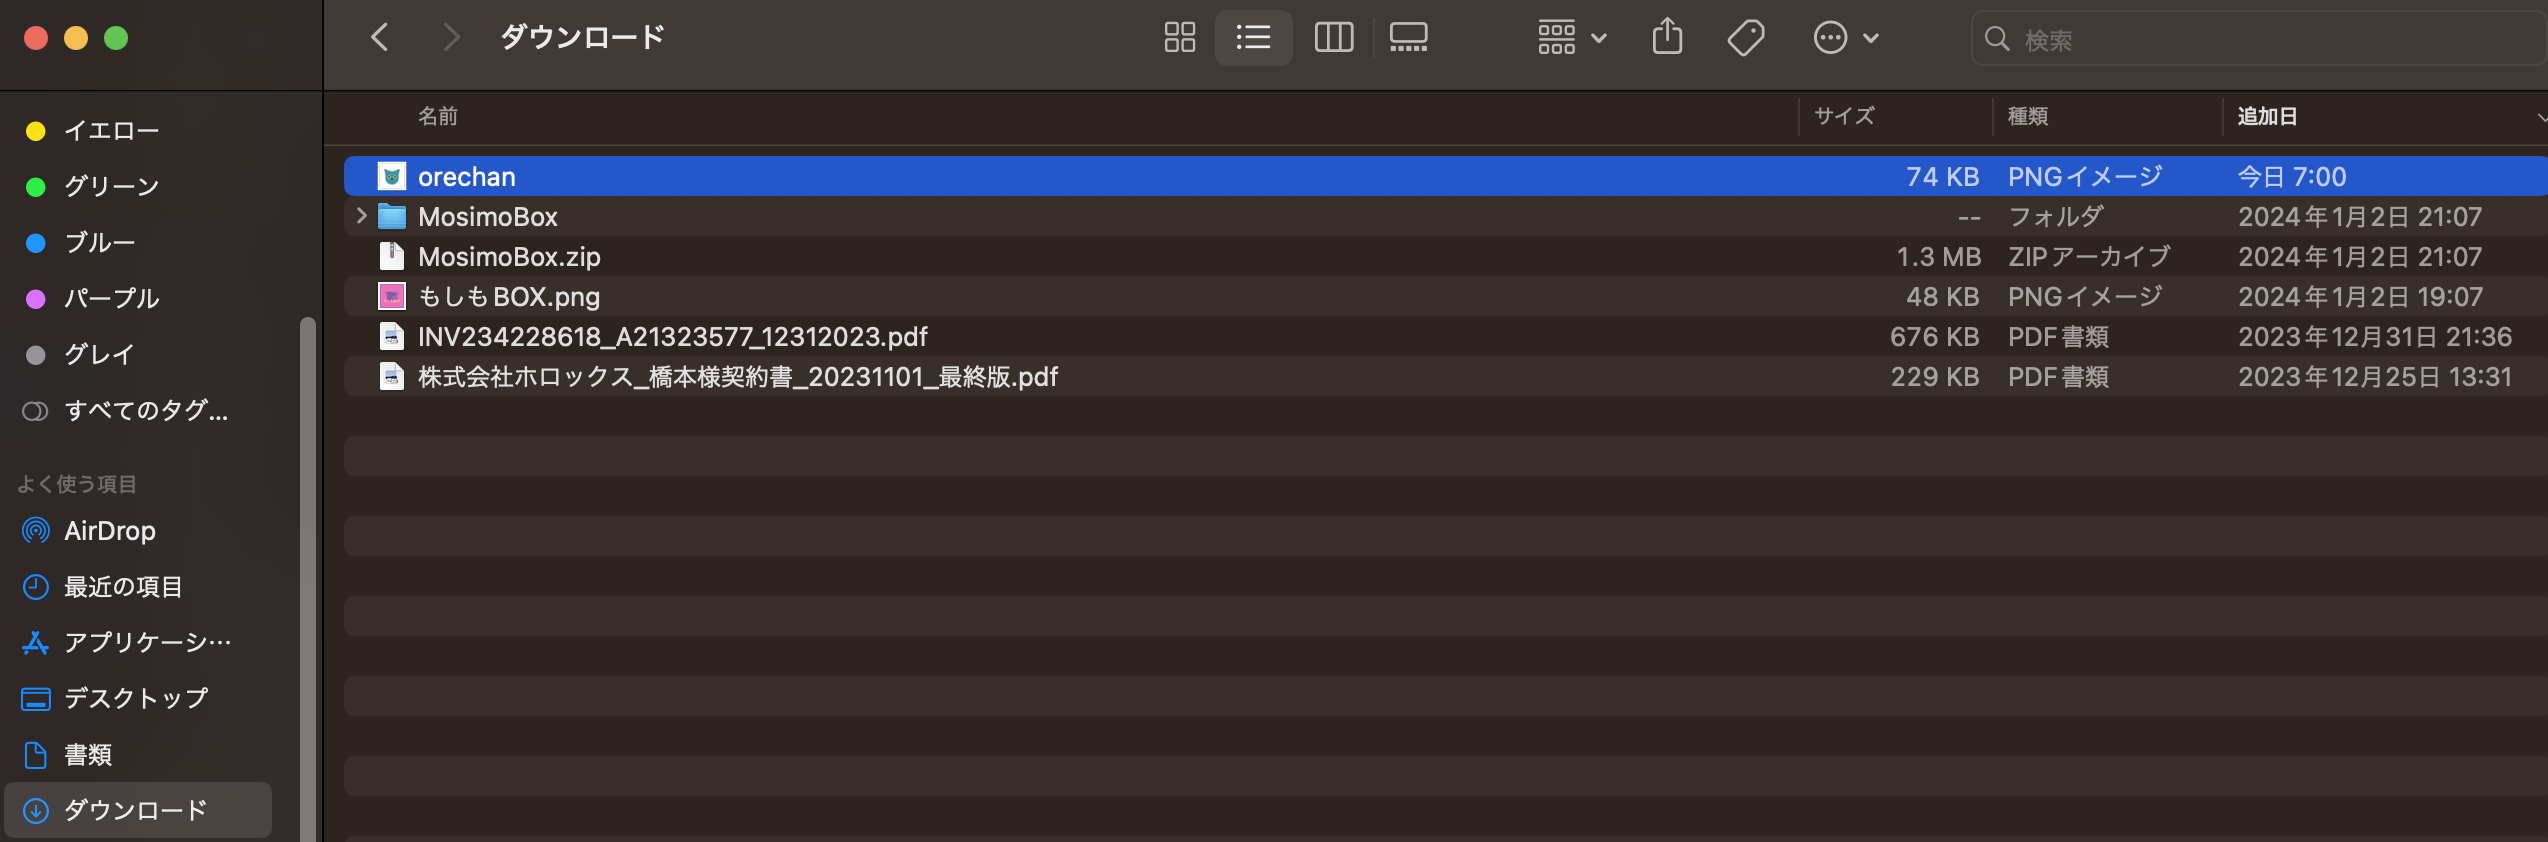 ダウンロード
検索
イエロー
グリーン
ブルー
パープル
グレイ
すべてのタグ...
よく使う項目
AirDrop
最近の項目
アプリケーシ…
デスクトップ
書類
ダウンロード
名前 サイズ 種類 追加日
orechan 74 KB PNGイメージ 今日 7:00
MosimoBox -- フォルダ 2024年1月2日 21:07
MosimoBox.zip 1.3 MB ZIPアーカイブ 2024年1月2日 21:07
もしもBOX.png 48 KB PNGイメージ 2024年1月2日 19:07
INV234228618_A21323577_12312023.pdf 676 KB PDF書類 2023年12月31日 21:36
株式会社ホロックス_橋本様契約書_20231101_最終版.pdf 229 KB PDF書類 2023年12月25日 13:31